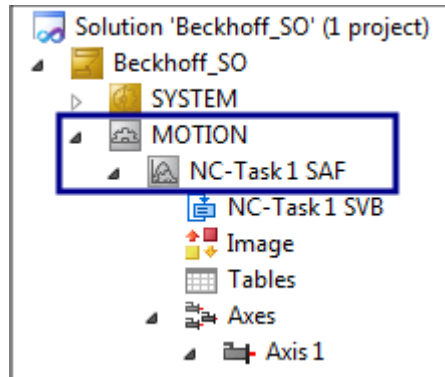 Solution 'Beckhoff_SO' (1 project)
Beckhoff_SO
SYSTEM
MOTION
NC-Task 1 SAF
NC-Task 1 SVB
Image
Tables
Axes
Axis 1